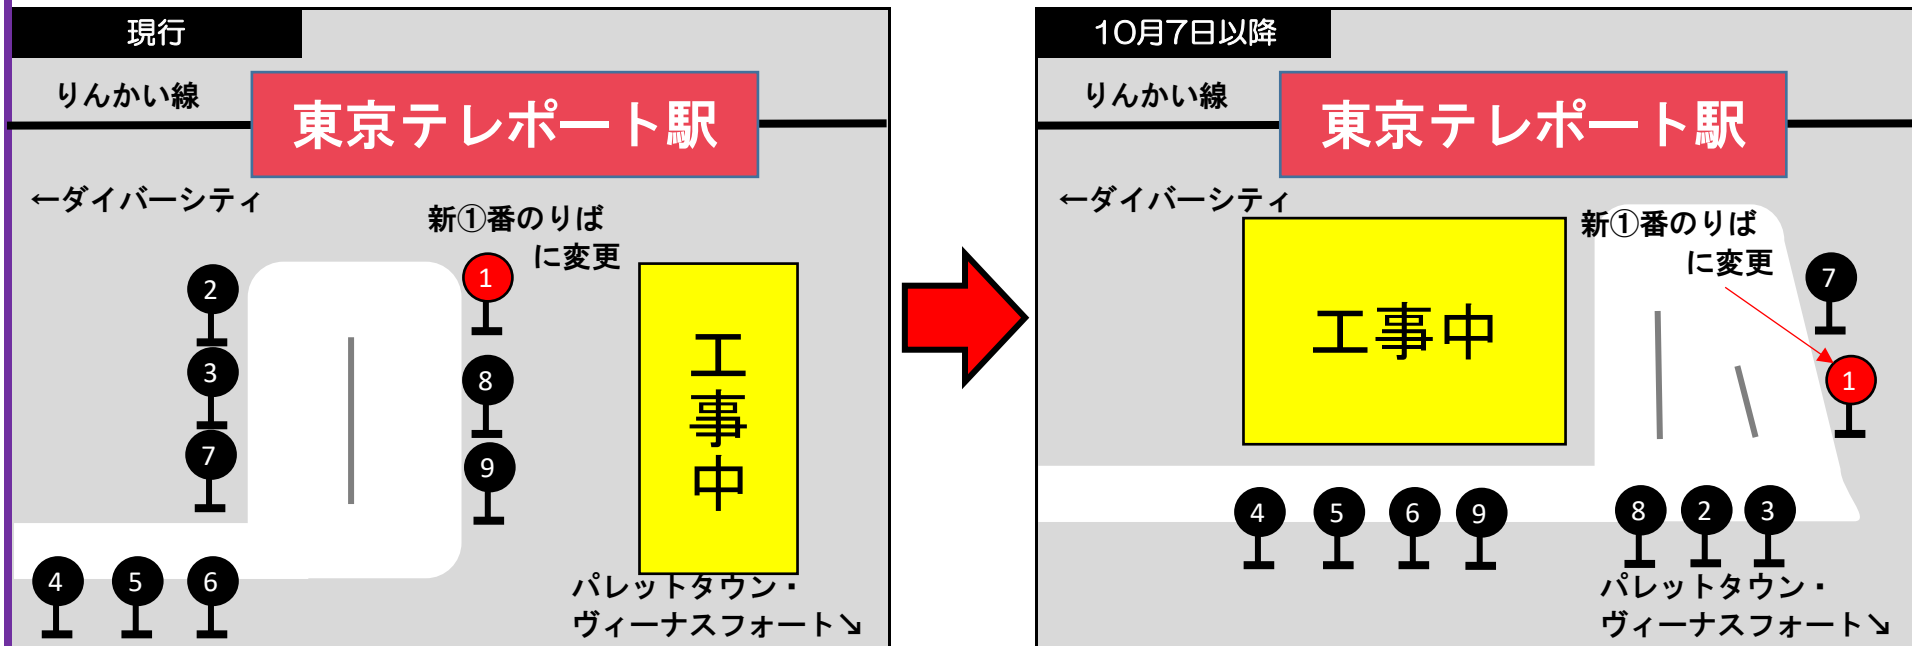 現行
りんかい線
東京テレポート駅
←ダイバーシティ
新①番のりば
に変更
1
2
3
7
8
9
4
5
6
工事中
パレットタウン・
ヴィーナスフォート↘
10月7日以降
りんかい線
東京テレポート駅
←ダイバーシティ
新①番のりば
に変更
7
1
工事中
4
5
6
9
8
2
3
パレットタウン・
ヴィーナスフォート↘